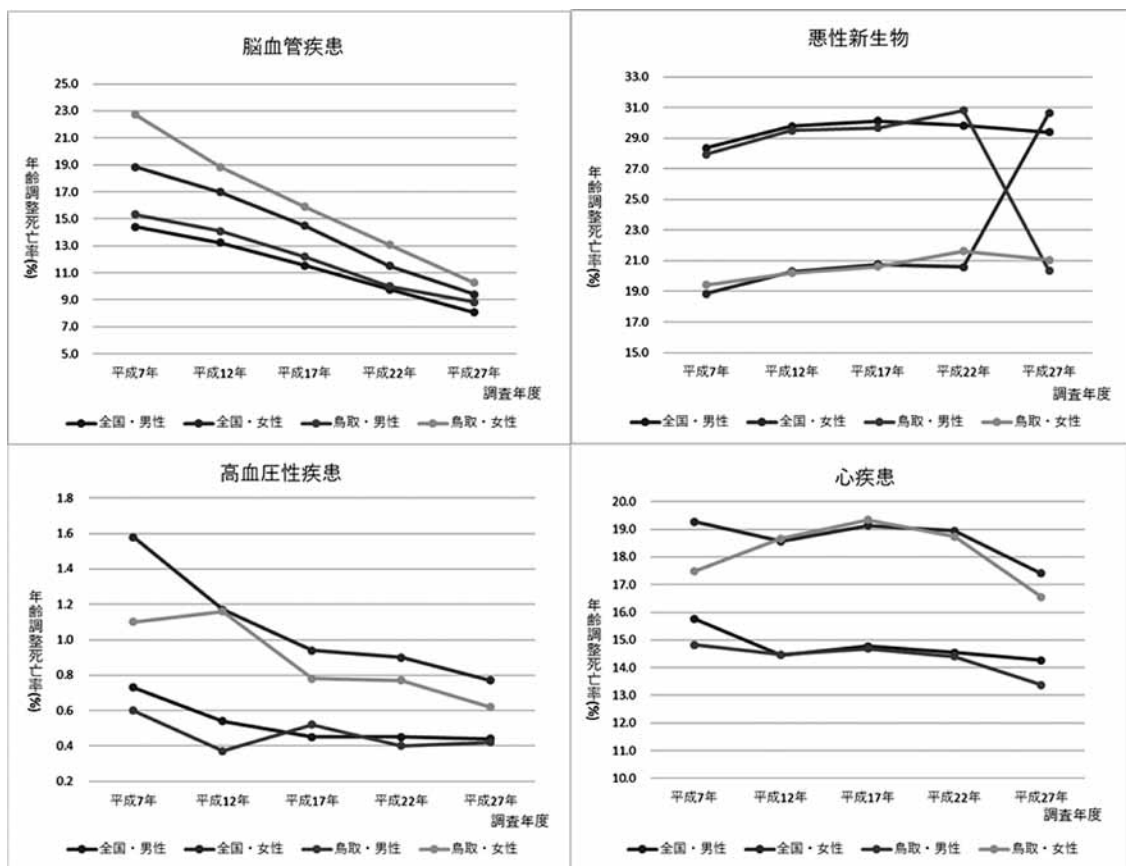 脳血管疾患
年齢調整死亡率(%)
25.0
23.0
21.0
19.0
17.0
15.0
13.0
11.0
9.0
7.0
5.0
平成7年 平成12年 平成17年 平成22年 平成27年
調査年度
全国・男性 全国・女性 鳥取・男性 鳥取・女性
悪性新生物
年齢調整死亡率(%)
33.0
31.0
29.0
27.0
25.0
23.0
21.0
19.0
17.0
15.0
平成7年 平成12年 平成17年 平成22年 平成27年
調査年度
全国・男性 全国・女性 鳥取・男性 鳥取・女性
高血圧性疾患
年齢調整死亡率(%)
1.8
1.6
1.4
1.2
1.0
0.8
0.6
0.4
0.2
平成7年 平成12年 平成17年 平成22年 平成27年
調査年度
全国・男性 全国・女性 鳥取・男性 鳥取・女性
心疾患
年齢調整死亡率(%)
20.0
19.0
18.0
17.0
16.0
15.0
14.0
13.0
12.0
11.0
10.0
平成7年 平成12年 平成17年 平成22年 平成27年
調査年度
全国・男性 全国・女性 鳥取・男性 鳥取・女性